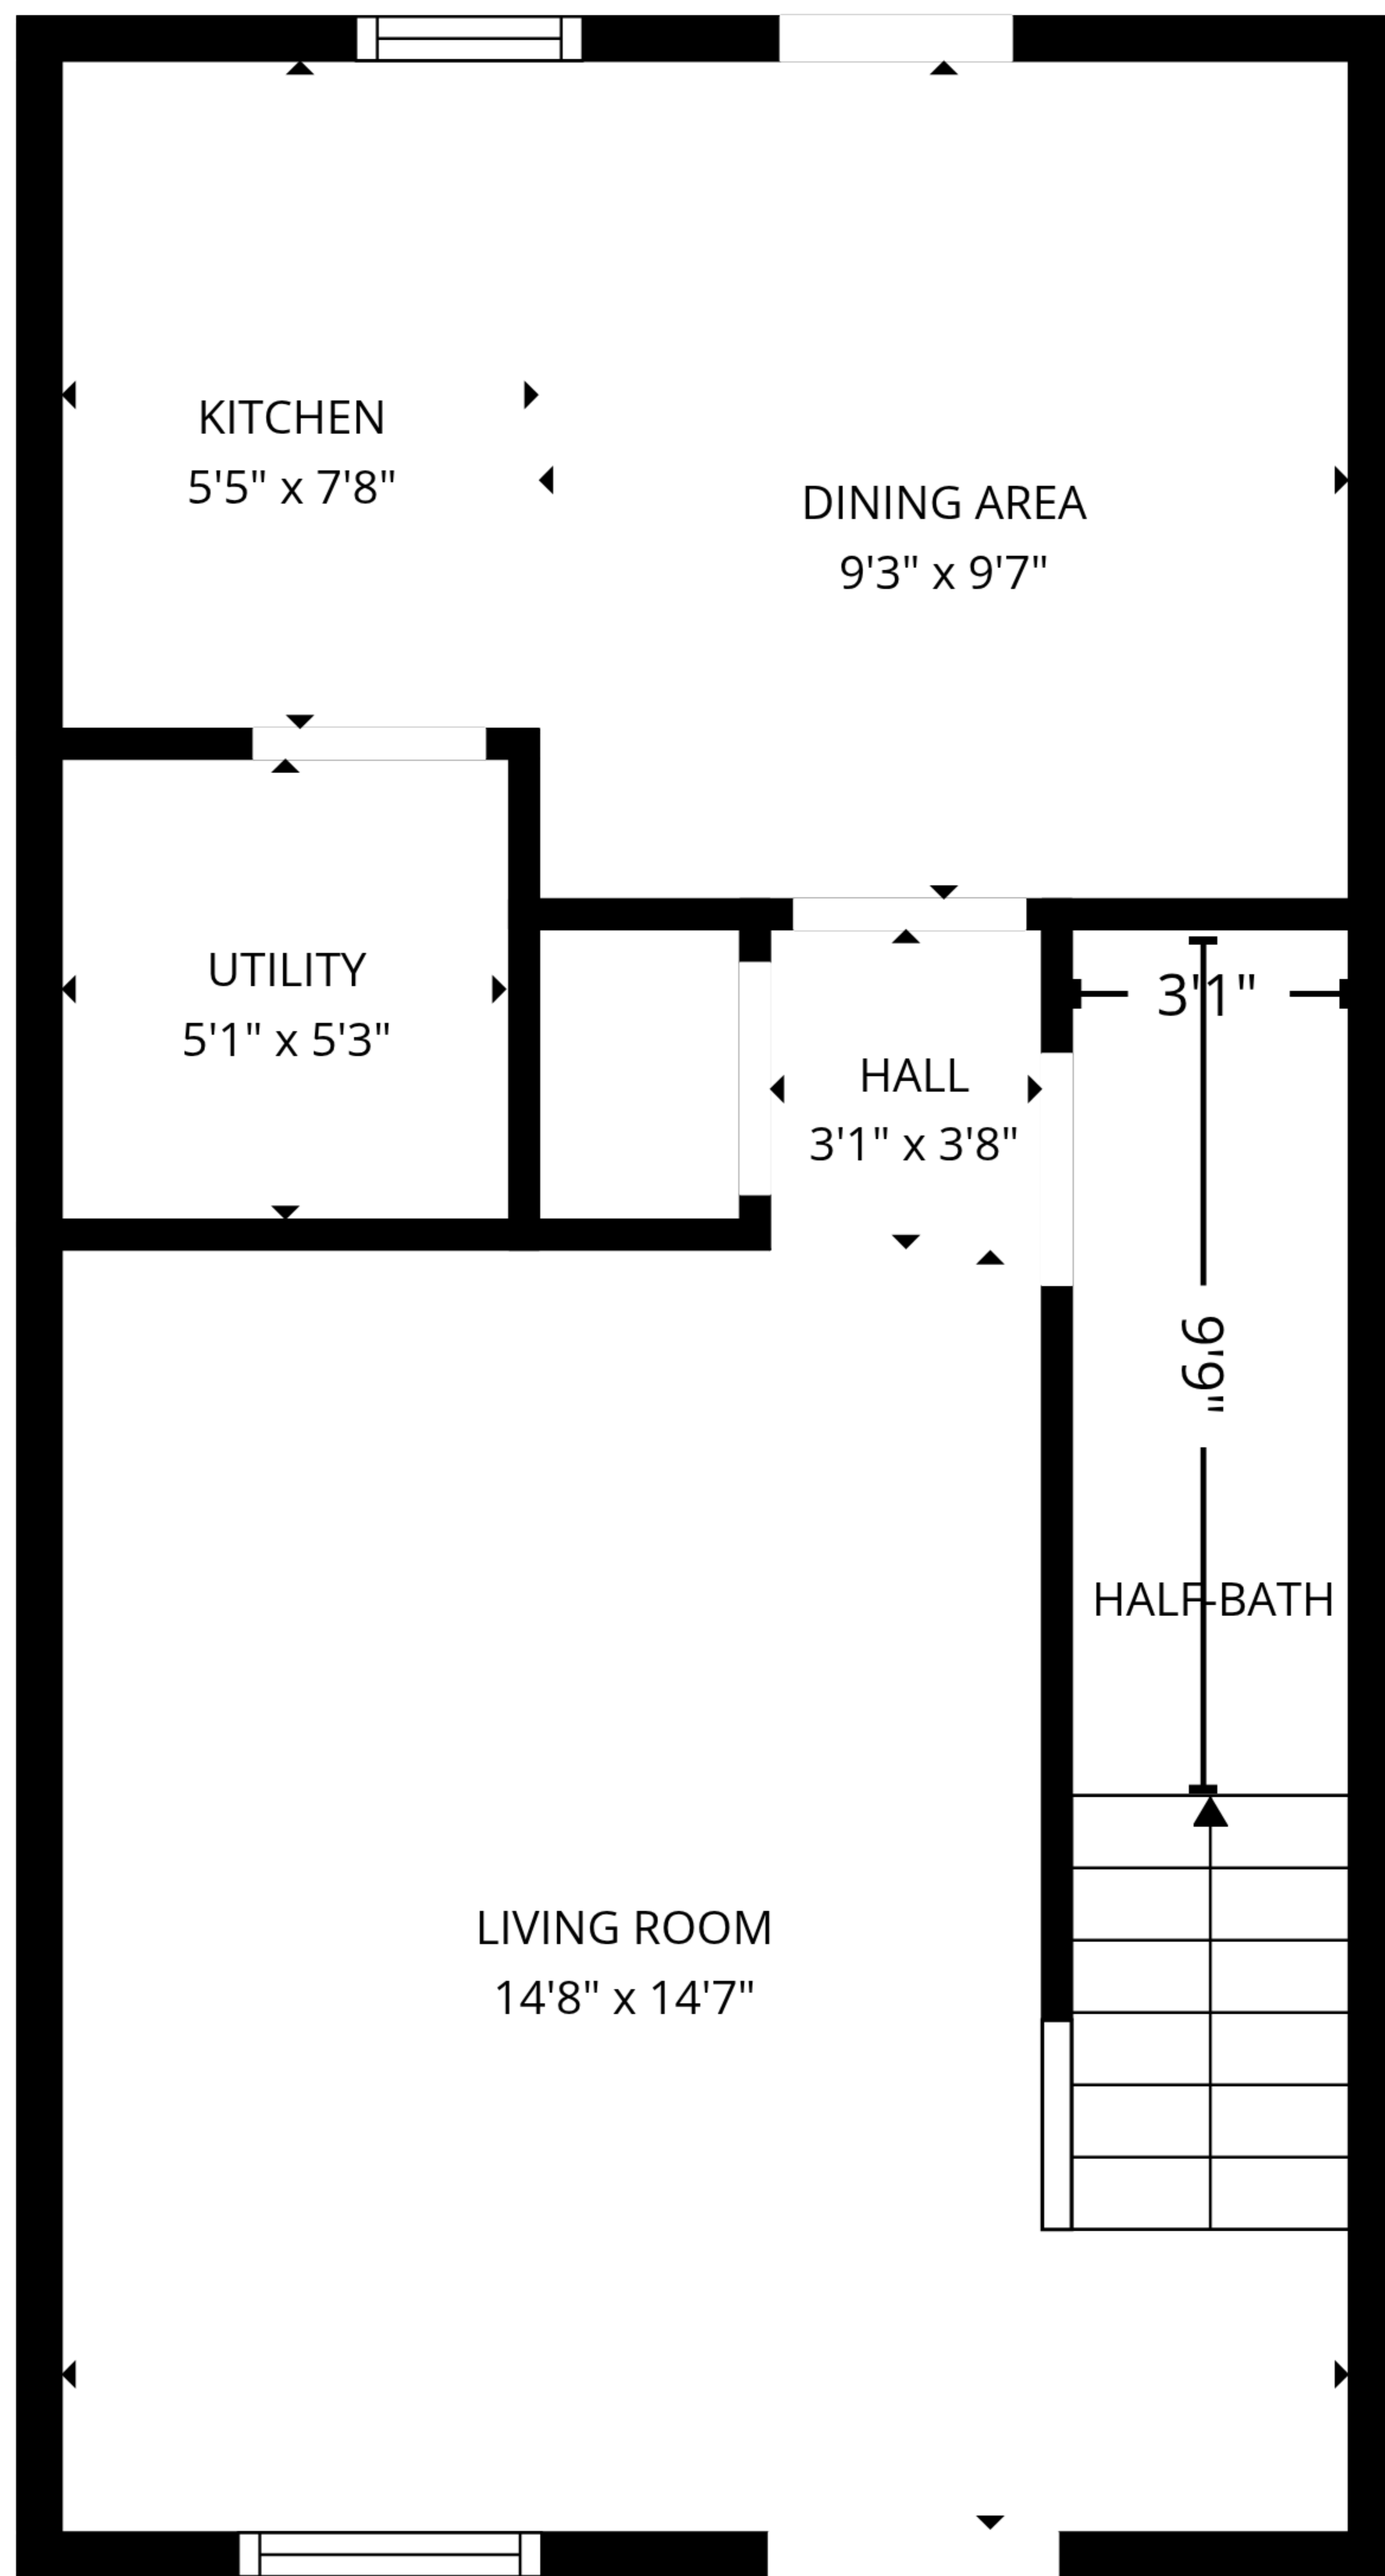 KITCHEN
5'5" x 7'8"
DINING AREA
9'3" x 9'7"
UTILITY
5'1" x 5'3"
HALL
3'1" x 3'8"
3'1"
9'9"
HALF-BATH
LIVING ROOM
14'8" x 14'7"